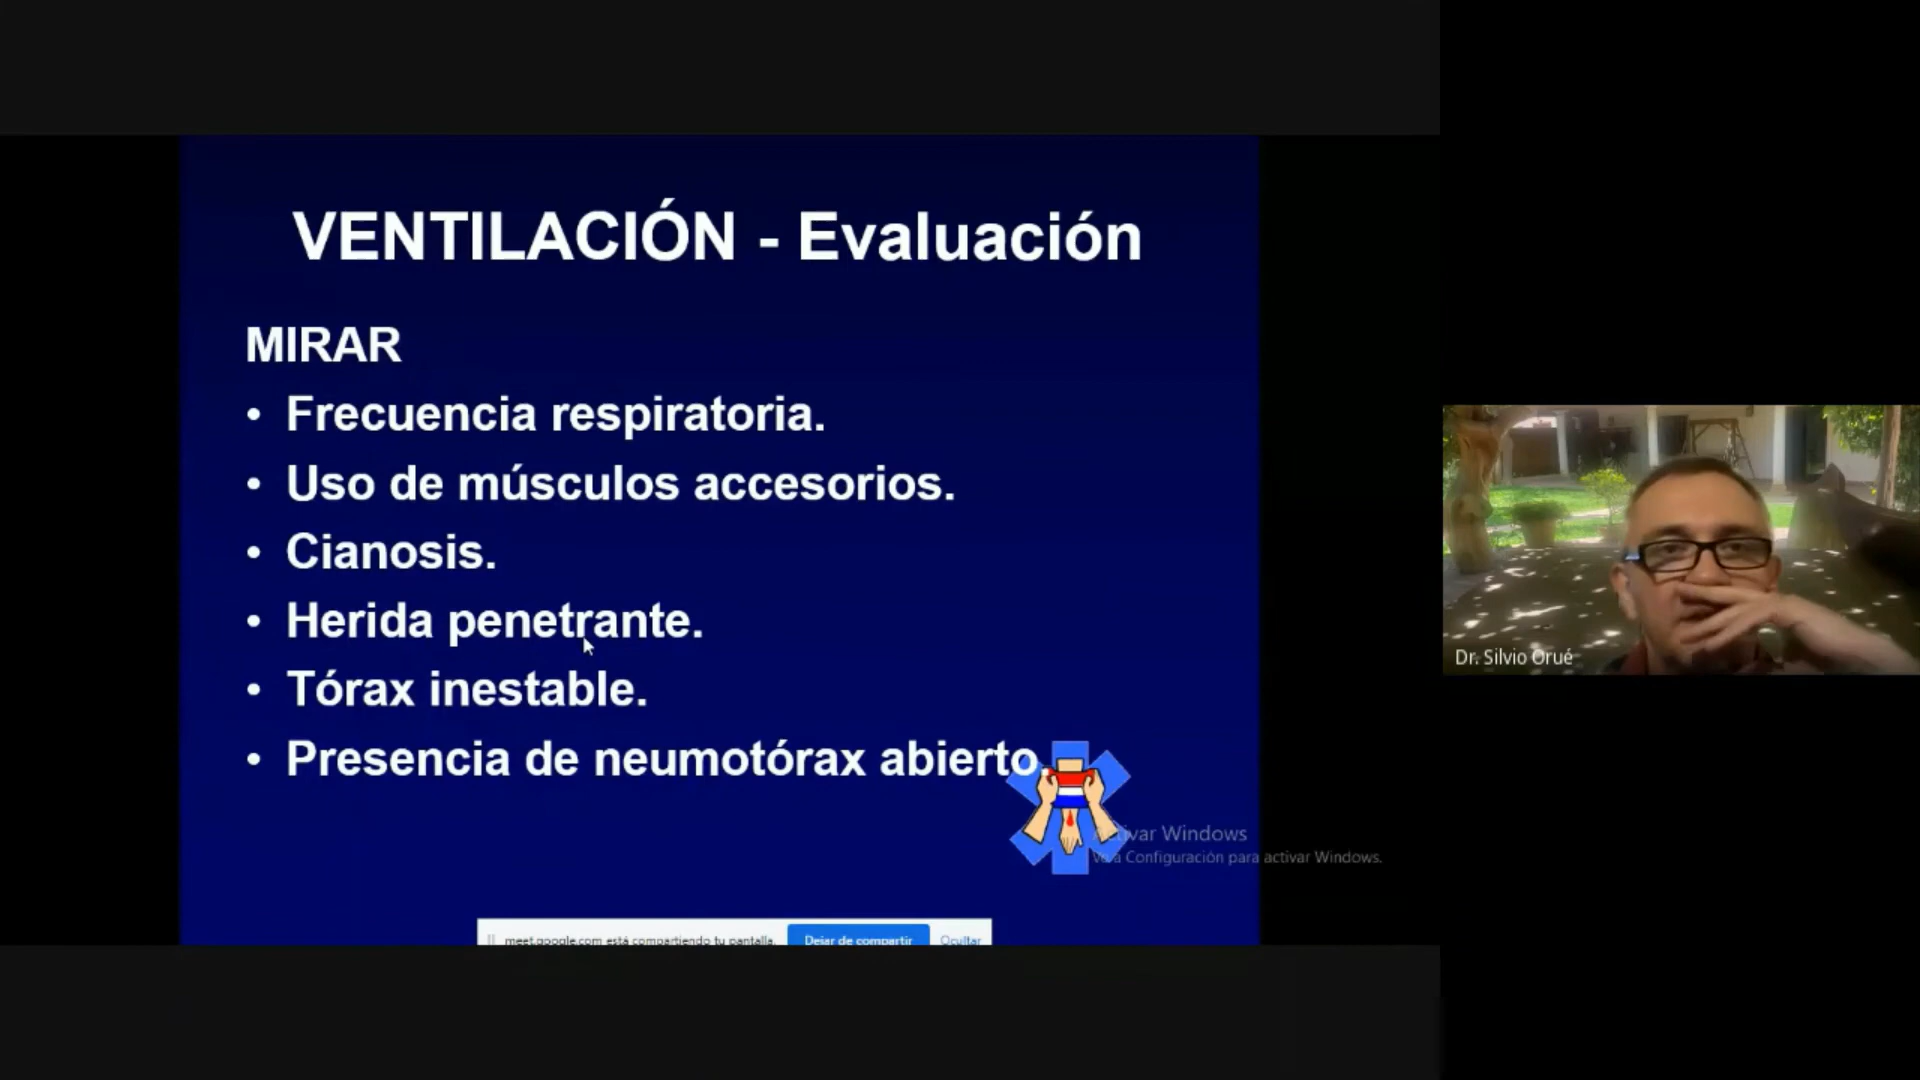 VENTILACIÓN - Evaluación
MIRAR
• Frecuencia respiratoria.
• Uso de músculos accesorios.
• Cianosis.
• Herida penetrante.
• Tórax inestable.
• Presencia de neumotórax abierto.
Activar Windows
Ve a Configuración para activar Windows.
meet.google.com está compartiendo tu pantalla. Dejar de compartir Ocultar
Dr. Silvio Orué